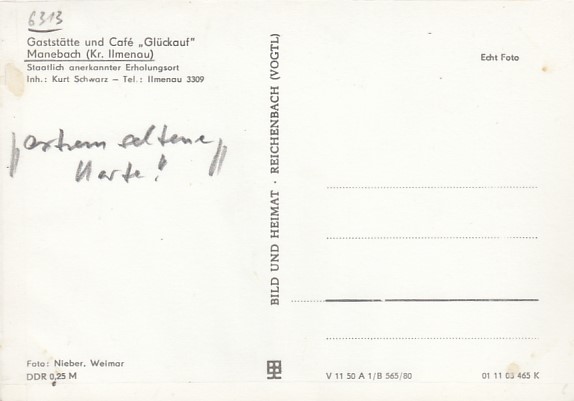 6313
Gaststätte und Café „Glückauf"
Manebach (Kr. Ilmenau)
Staatlich anerkannter Erholungsort
Inh.: Kurt Schwarz – Tel.: Ilmenau 3309
Echt Foto
„extrem seltene
Karte!"
BILD UND HEIMAT · REICHENBACH (VOGTL)
Foto: Nieber, Weimar
DDR 0,25 M
V 11 50 A 1/B 565/80
01 11 03 465 K